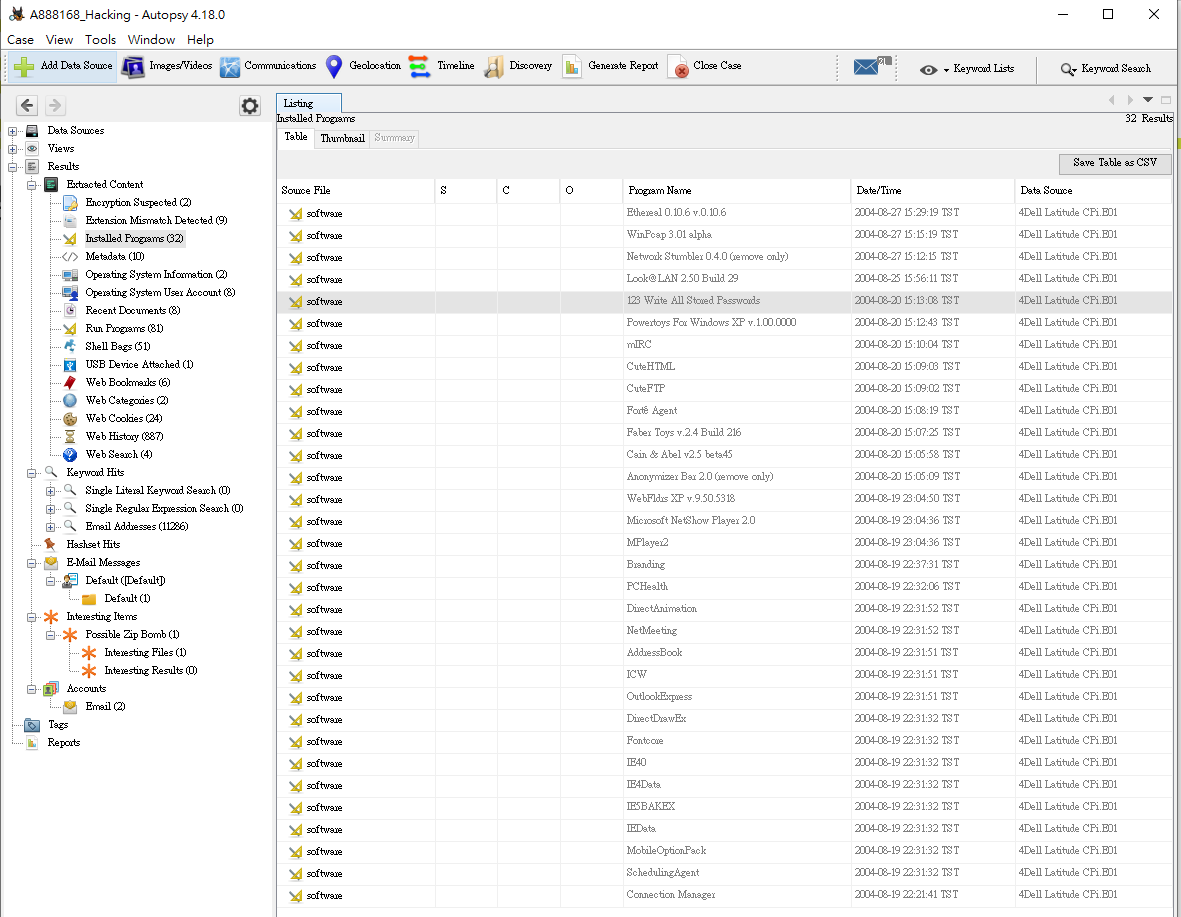 A888168_Hacking - Autopsy 4.18.0
Case View Tools Window Help
Add Data Source Images/Videos Communications Geolocation Timeline Discovery Generate Report Close Case Keyword Lists Keyword Search
Listing
Installed Programs 32 Results
Table Thumbnail Summary
Save Table as CSV
Data Sources
Views
Results
Extracted Content
Encryption Suspected (2)
Extension Mismatch Detected (9)
Installed Programs (32)
Metadata (10)
Operating System Information (2)
Operating System User Account (8)
Recent Documents (8)
Run Programs (81)
Shell Bags (51)
USB Device Attached (1)
Web Bookmarks (6)
Web Categories (2)
Web Cookies (24)
Web History (887)
Web Search (4)
Keyword Hits
Single Literal Keyword Search (0)
Single Regular Expression Search (0)
Email Addresses (11286)
Hashset Hits
E-Mail Messages
Default ([Default])
Default (1)
Interesting Items
Possible Zip Bomb (1)
Interesting Files (1)
Interesting Results (0)
Accounts
Email (2)
Tags
Reports
Source File S C O Program Name Date/Time Data Source
software Ethereal 0.10.6 v.0.10.6 2004-08-27 15:29:19 TST 4Dell Latitude CPi.E01
software WinPcap 3.01 alpha 2004-08-27 15:15:19 TST 4Dell Latitude CPi.E01
software Network Stumbler 0.4.0 (remove only) 2004-08-27 15:12:15 TST 4Dell Latitude CPi.E01
software Look@LAN 2.50 Build 29 2004-08-25 15:56:11 TST 4Dell Latitude CPi.E01
software 123 Write All Stored Passwords 2004-08-20 15:13:08 TST 4Dell Latitude CPi.E01
software Powertoys For Windows XP v.1.00.0000 2004-08-20 15:12:43 TST 4Dell Latitude CPi.E01
software mIRC 2004-08-20 15:10:04 TST 4Dell Latitude CPi.E01
software CuteHTML 2004-08-20 15:09:03 TST 4Dell Latitude CPi.E01
software CuteFTP 2004-08-20 15:09:02 TST 4Dell Latitude CPi.E01
software Forté Agent 2004-08-20 15:08:19 TST 4Dell Latitude CPi.E01
software Faber Toys v.2.4 Build 216 2004-08-20 15:07:25 TST 4Dell Latitude CPi.E01
software Cain & Abel v2.5 beta45 2004-08-20 15:05:58 TST 4Dell Latitude CPi.E01
software Anonymizer Bar 2.0 (remove only) 2004-08-20 15:05:09 TST 4Dell Latitude CPi.E01
software WebFldrs XP v.9.50.5318 2004-08-19 23:04:50 TST 4Dell Latitude CPi.E01
software Microsoft NetShow Player 2.0 2004-08-19 23:04:36 TST 4Dell Latitude CPi.E01
software MPlayer2 2004-08-19 23:04:36 TST 4Dell Latitude CPi.E01
software Branding 2004-08-19 22:37:31 TST 4Dell Latitude CPi.E01
software PCHealth 2004-08-19 22:32:06 TST 4Dell Latitude CPi.E01
software DirectAnimation 2004-08-19 22:31:52 TST 4Dell Latitude CPi.E01
software NetMeeting 2004-08-19 22:31:52 TST 4Dell Latitude CPi.E01
software AddressBook 2004-08-19 22:31:51 TST 4Dell Latitude CPi.E01
software ICW 2004-08-19 22:31:51 TST 4Dell Latitude CPi.E01
software OutlookExpress 2004-08-19 22:31:51 TST 4Dell Latitude CPi.E01
software DirectDrawEx 2004-08-19 22:31:32 TST 4Dell Latitude CPi.E01
software Fontcore 2004-08-19 22:31:32 TST 4Dell Latitude CPi.E01
software IE40 2004-08-19 22:31:32 TST 4Dell Latitude CPi.E01
software IE4Data 2004-08-19 22:31:32 TST 4Dell Latitude CPi.E01
software IE5BAKEX 2004-08-19 22:31:32 TST 4Dell Latitude CPi.E01
software IEData 2004-08-19 22:31:32 TST 4Dell Latitude CPi.E01
software MobileOptionPack 2004-08-19 22:31:32 TST 4Dell Latitude CPi.E01
software SchedulingAgent 2004-08-19 22:31:32 TST 4Dell Latitude CPi.E01
software Connection Manager 2004-08-19 22:21:41 TST 4Dell Latitude CPi.E01